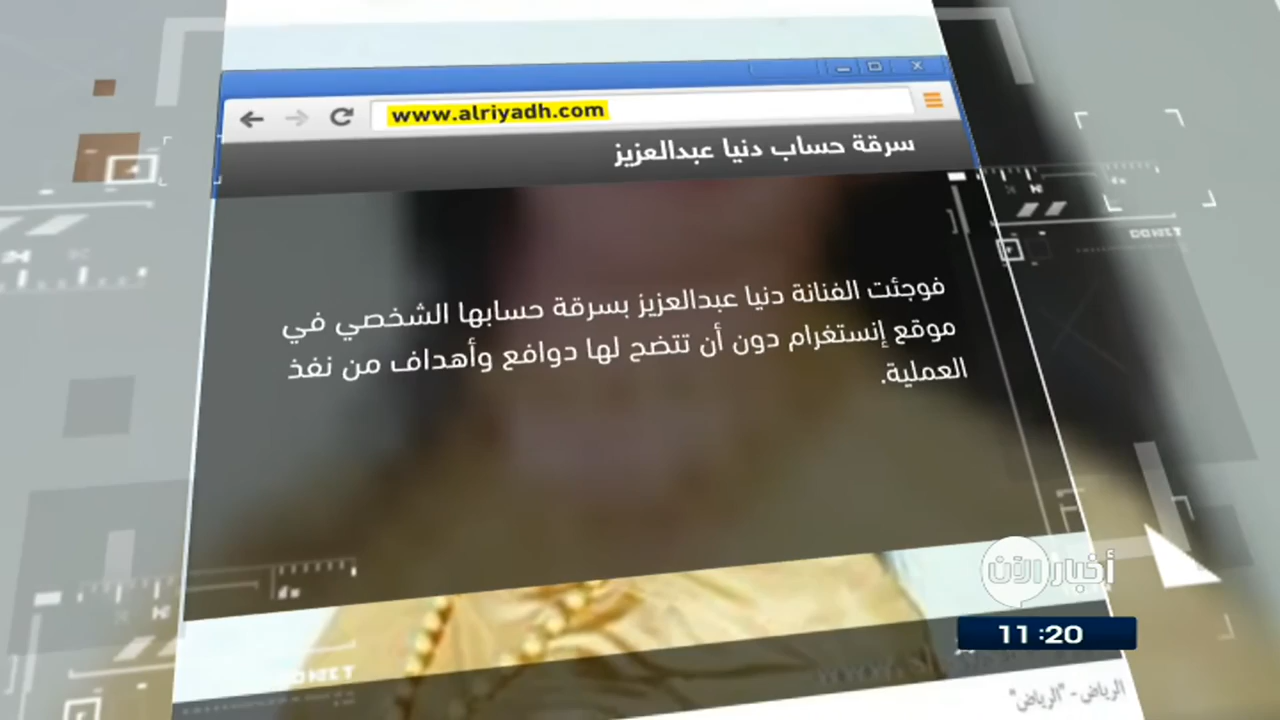 www.alriyadh.com
سرقة حساب دنيا عبدالعزيز
فوجئت الفنانة دنيا عبدالعزيز بسرقة حسابها الشخصي في
موقع إنستغرام دون أن تتضح لها دوافع وأهداف من نفذ
العملية.
أخبار الآن
11:20
الرياض - "الرياض"